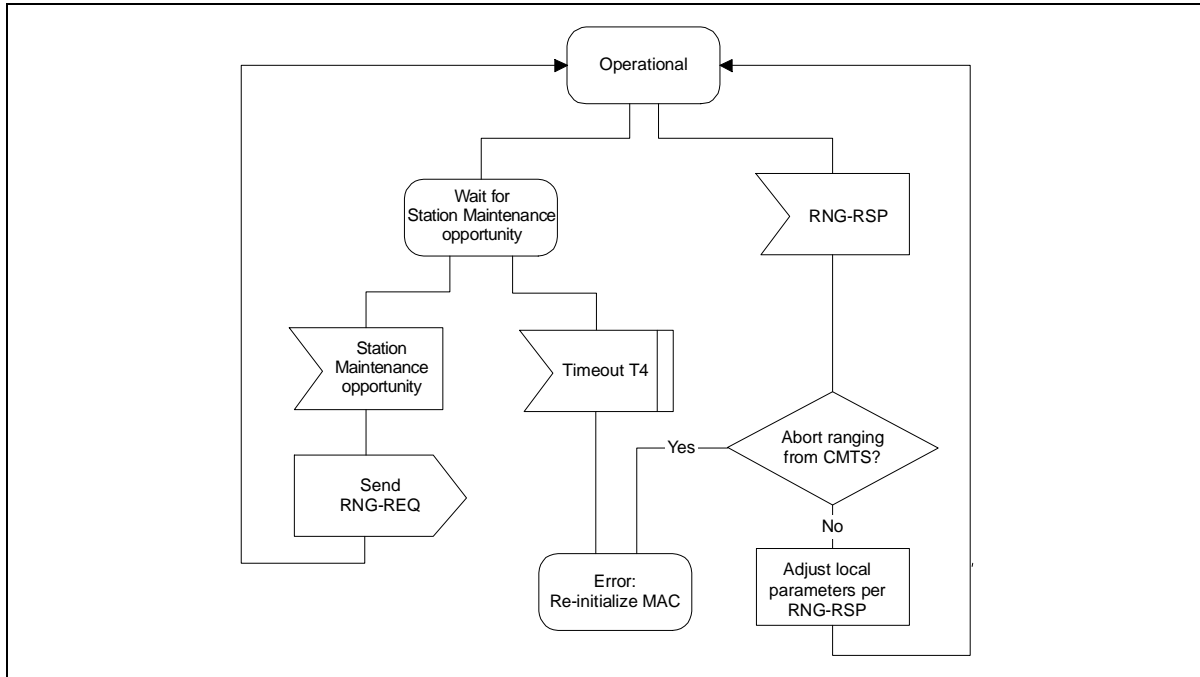 Operational
Wait for
Station Maintenance
opportunity
RNG-RSP
Station
Maintenance
opportunity
Timeout T4
Abort ranging
from CMTS?
Yes
Send
RNG-REQ
No
Error:
Re-initialize MAC
Adjust local
parameters per
RNG-RSP